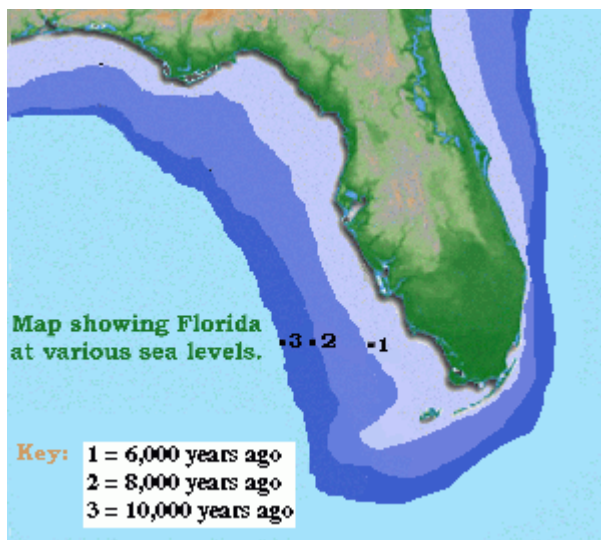 Map showing Florida
at various sea levels.
3 2 1
Key: 1 = 6,000 years ago
2 = 8,000 years ago
3 = 10,000 years ago